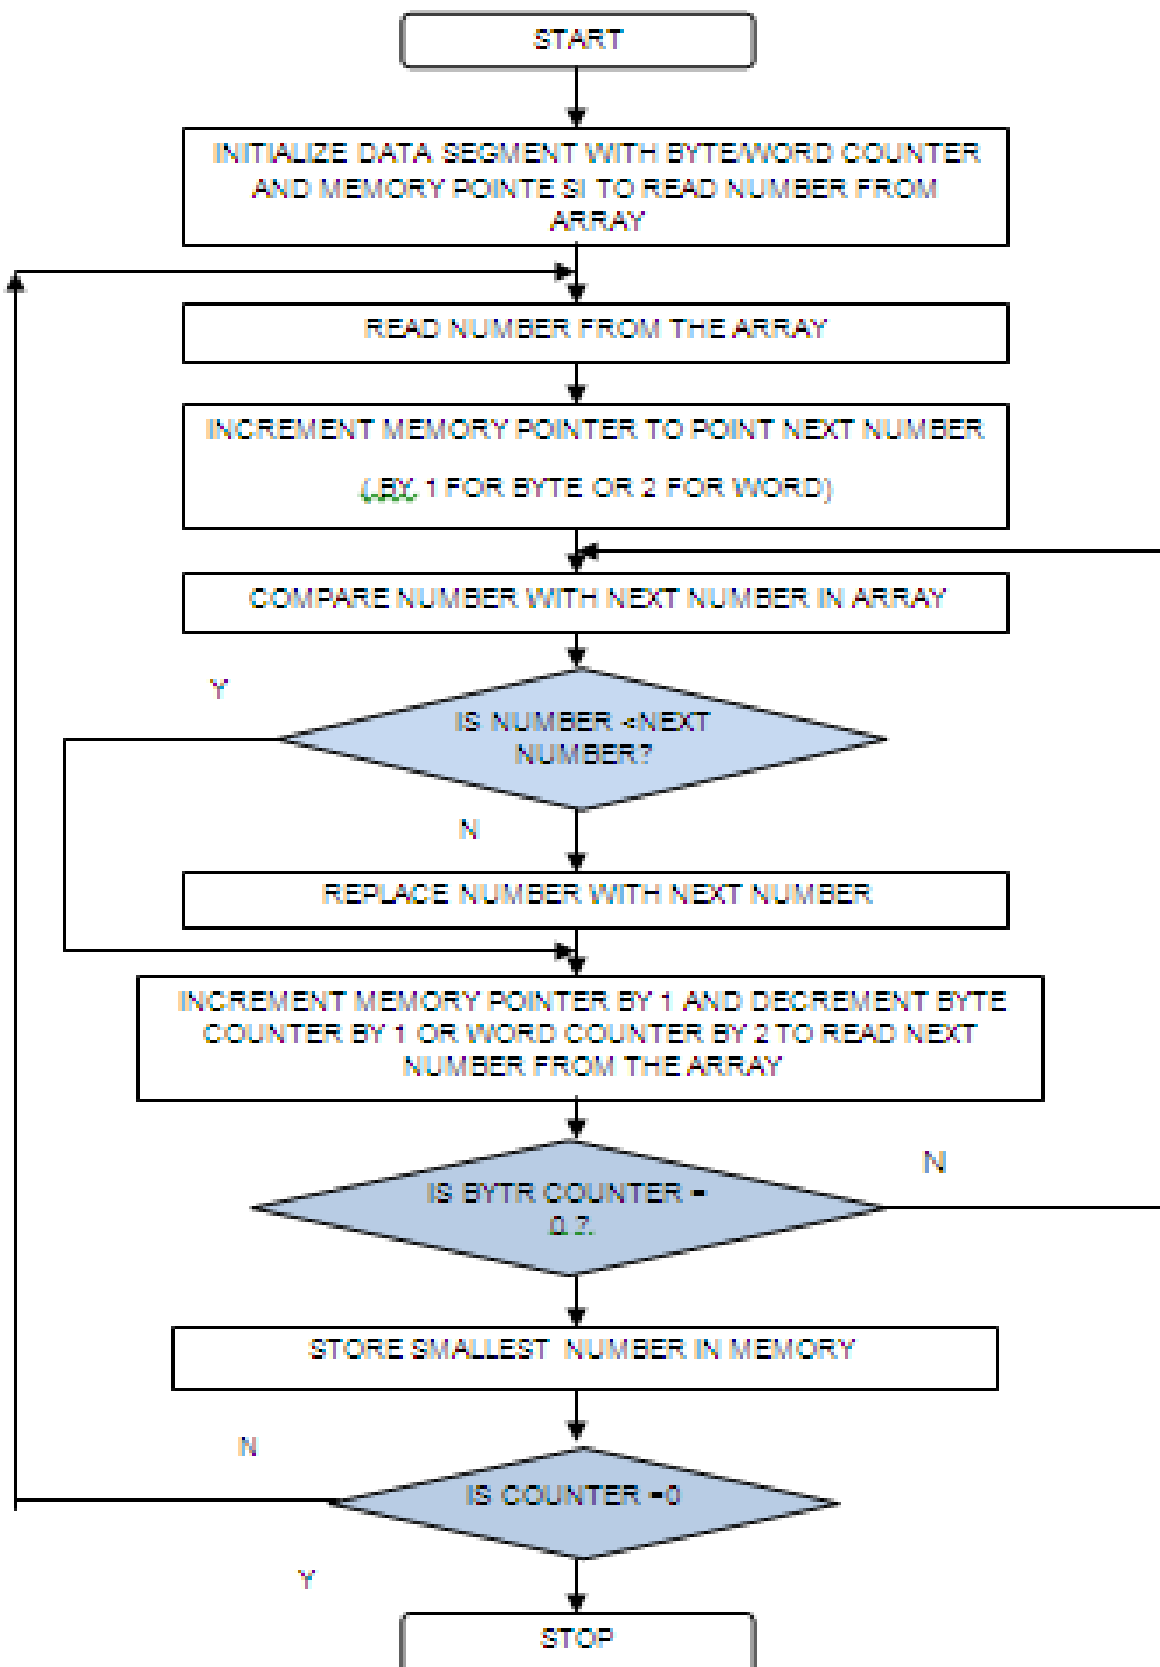 START
INITIALIZE DATA SEGMENT WITH BYTE/WORD COUNTER
AND MEMORY POINTE SI TO READ NUMBER FROM
ARRAY
READ NUMBER FROM THE ARRAY
INCREMENT MEMORY POINTER TO POINT NEXT NUMBER
( BY 1 FOR BYTE OR 2 FOR WORD)
COMPARE NUMBER WITH NEXT NUMBER IN ARRAY
Y
IS NUMBER <NEXT
NUMBER?
N
REPLACE NUMBER WITH NEXT NUMBER
INCREMENT MEMORY POINTER BY 1 AND DECREMENT BYTE
COUNTER BY 1 OR WORD COUNTER BY 2 TO READ NEXT
NUMBER FROM THE ARRAY
N
IS BYTR COUNTER =
0 ?
STORE SMALLEST NUMBER IN MEMORY
N
IS COUNTER =0
Y
STOP